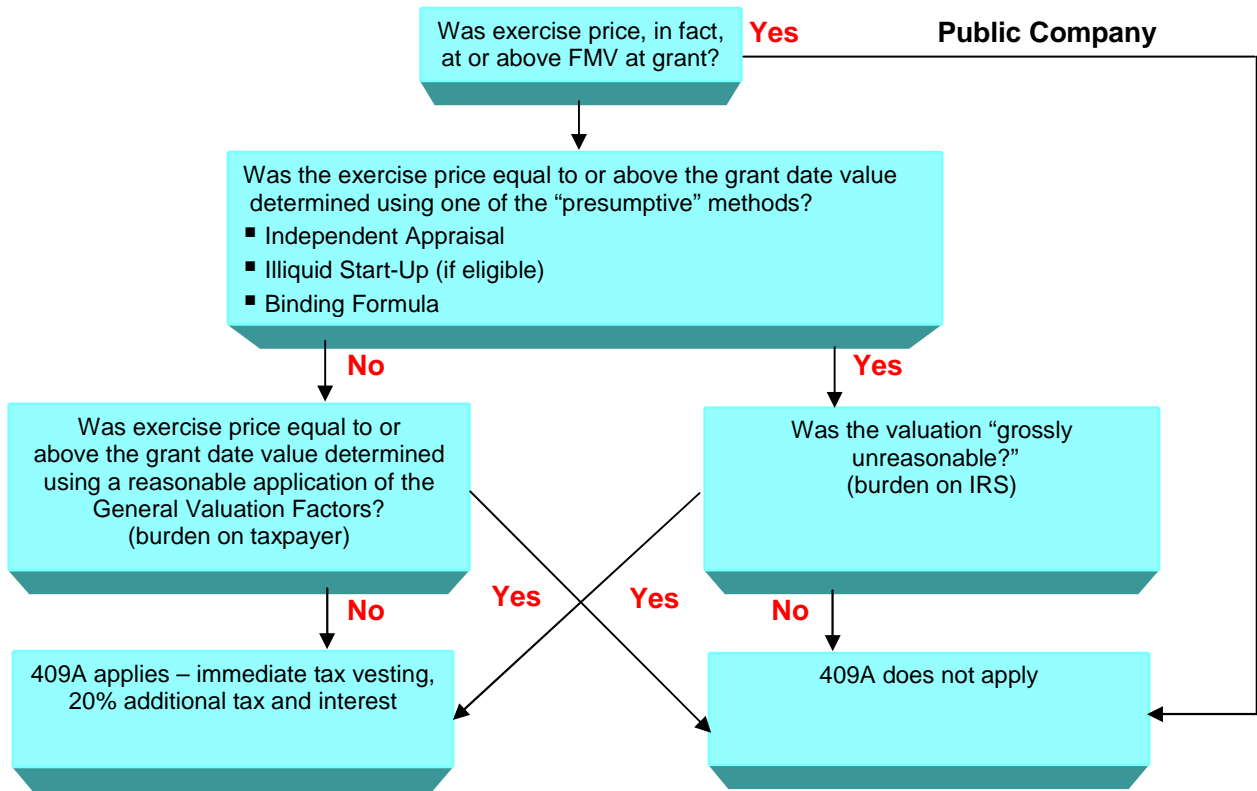 Was exercise price, in fact,
at or above FMV at grant?
Yes
Public Company
Was the exercise price equal to or above the grant date value
determined using one of the “presumptive” methods?
▪ Independent Appraisal
▪ Illiquid Start-Up (if eligible)
▪ Binding Formula
No
Yes
Was exercise price equal to or
above the grant date value determined
using a reasonable application of the
General Valuation Factors?
(burden on taxpayer)
Was the valuation “grossly
unreasonable?”
(burden on IRS)
No
Yes
Yes
No
409A applies – immediate tax vesting,
20% additional tax and interest
409A does not apply